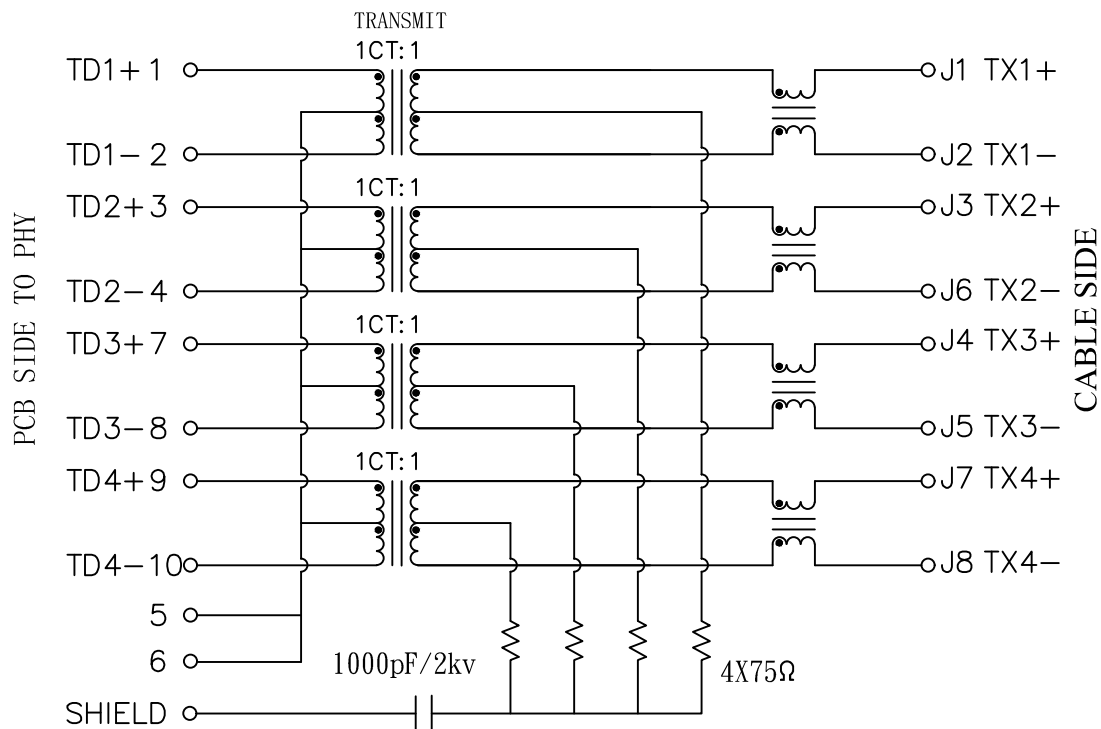 TRANSMIT
1CT:1
TD1+ 1
J1 TX1+
TD1- 2
J2 TX1-
1CT:1
TD2+ 3
J3 TX2+
TD2- 4
J6 TX2-
1CT:1
TD3+ 7
J4 TX3+
TD3- 8
J5 TX3-
1CT:1
TD4+ 9
J7 TX4+
TD4- 10
J8 TX4-
5
6
1000pF/2kv
4X75Ω
SHIELD
PCB SIDE TO PHY
CABLE SIDE